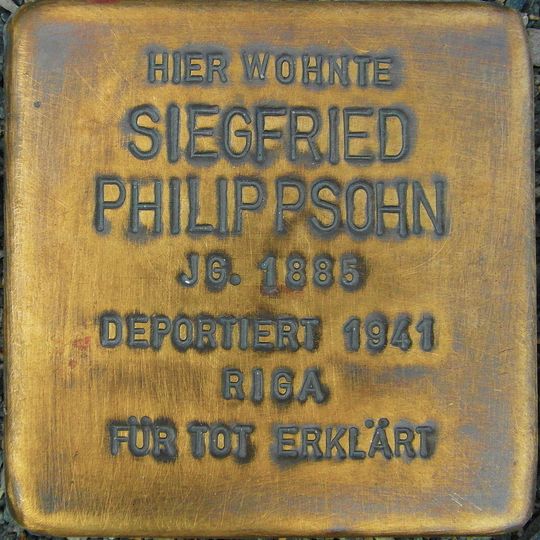 HIER WOHNTE
SIEGFRIED
PHILIPPSOHN
JG. 1885
DEPORTIERT 1941
RIGA
FÜR TOT ERKLÄRT